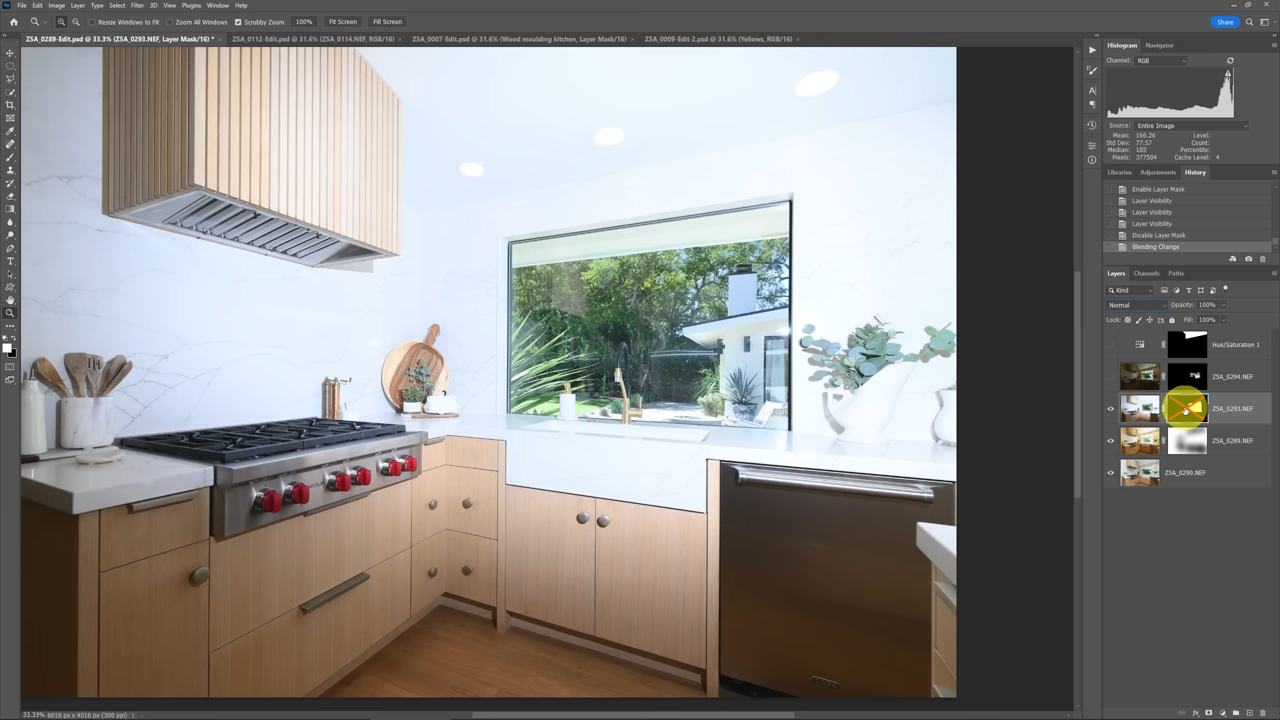 File Edit Image Layer Type Select Filter 3D View Plugins Window Help
Resize Windows to Fit Zoom All Windows Scrubby Zoom 100% Fit Screen Fill Screen Share
ZSA_0289-Edit.psd @ 33.3% (ZSA_0293.NEF, Layer Mask/16) * × ZSA_0112-Edit.psd @ 31.6% (ZSA_0114.NEF, RGB/16) × ZSA_0007-Edit.psd @ 31.6% (Wood moulding kitchen, Layer Mask/16) × ZSA_0009-Edit-2.psd @ 31.6% (Yellows, RGB/16) ×
Histogram Navigator
Channel: RGB
Source: Entire Image
Mean: 166.26 Level:
Std Dev: 77.57 Count:
Median: 185 Percentile:
Pixels: 377504 Cache Level: 4
Libraries Adjustments History
Enable Layer Mask
Layer Visibility
Layer Visibility
Layer Visibility
Disable Layer Mask
Blending Change
Layers Channels Paths
Kind
Normal Opacity: 100%
Lock: Fill: 100%
Hue/Saturation 1
ZSA_0294.NEF
ZSA_0293.NEF
ZSA_0289.NEF
ZSA_0290.NEF
33.33% 6016 px x 4016 px (300 ppi)